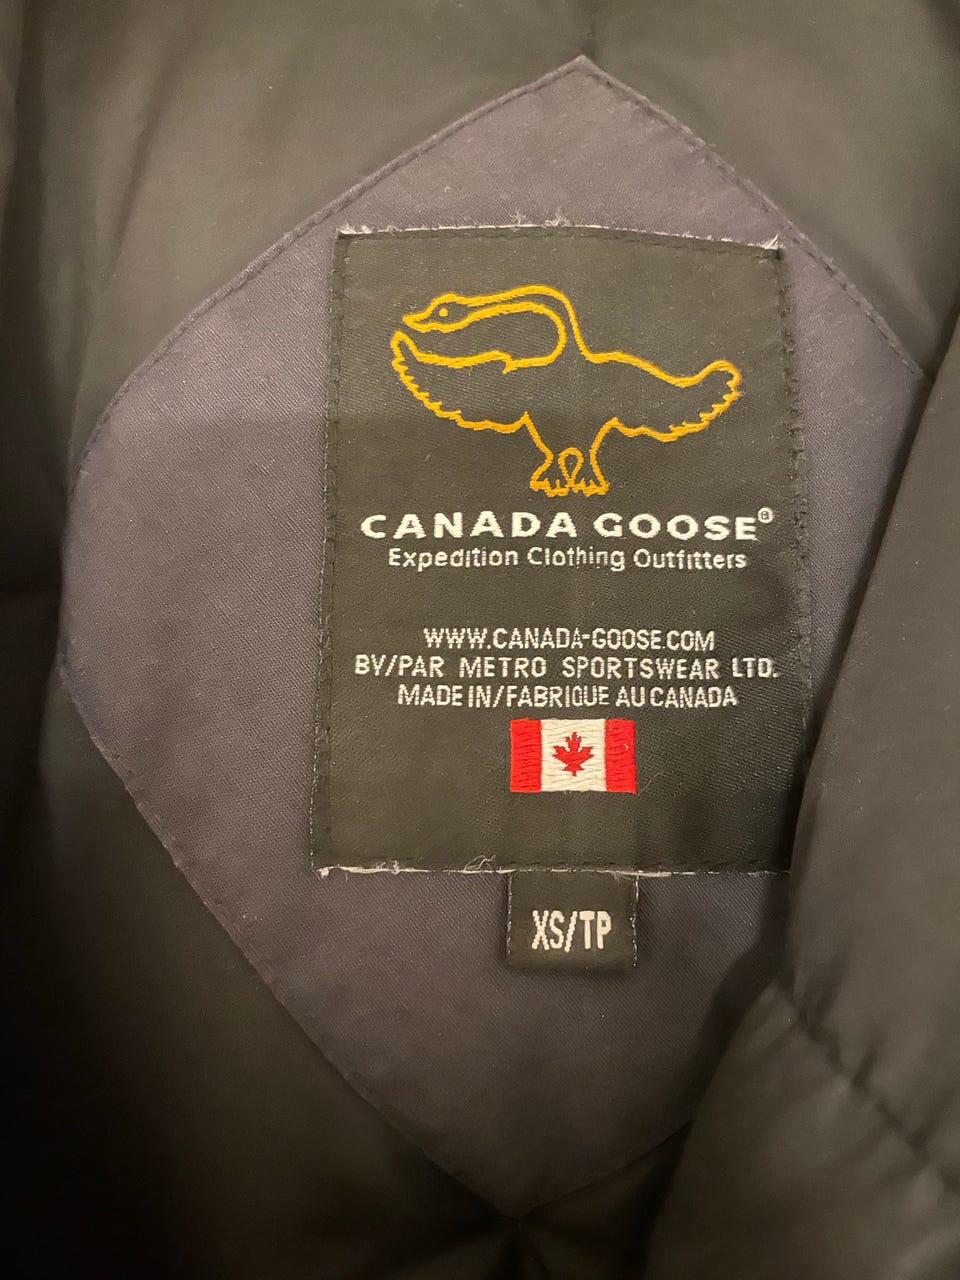 CANADA GOOSE®
Expedition Clothing Outfitters
WWW.CANADA-GOOSE.COM
BY/PAR METRO SPORTSWEAR LTD.
MADE IN/FABRIQUE AU CANADA
XS/TP